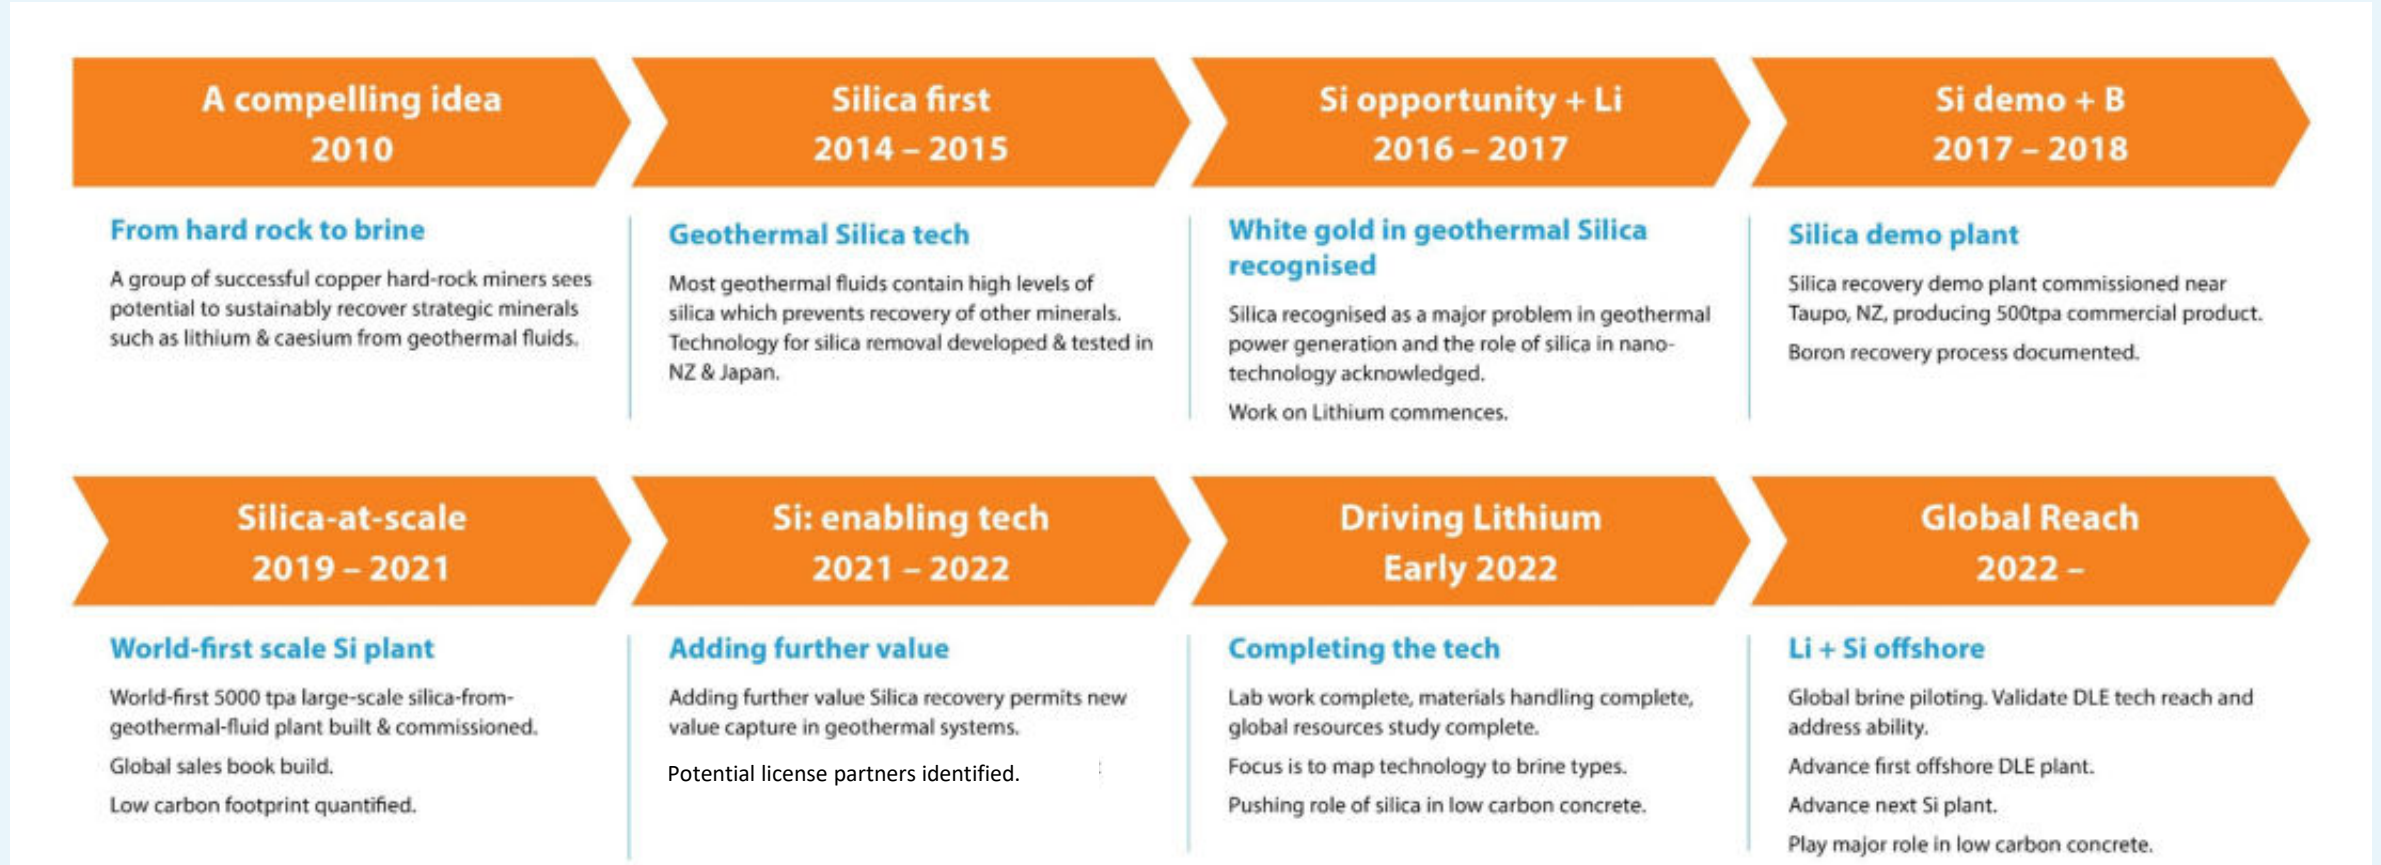 A compelling idea
2010
Silica first
2014 – 2015
Si opportunity + Li
2016 – 2017
Si demo + B
2017 – 2018
From hard rock to brine
A group of successful copper hard-rock miners sees
potential to sustainably recover strategic minerals
such as lithium & caesium from geothermal fluids.
Geothermal Silica tech
Most geothermal fluids contain high levels of
silica which prevents recovery of other minerals.
Technology for silica removal developed & tested in
NZ & Japan.
White gold in geothermal Silica
recognised
Silica recognised as a major problem in geothermal
power generation and the role of silica in nano-
technology acknowledged.
Work on Lithium commences.
Silica demo plant
Silica recovery demo plant commissioned near
Taupo, NZ, producing 500tpa commercial product.
Boron recovery process documented.
Silica-at-scale
2019 – 2021
Si: enabling tech
2021 – 2022
Driving Lithium
Early 2022
Global Reach
2022 –
World-first scale Si plant
World-first 5000 tpa large-scale silica-from-
geothermal-fluid plant built & commissioned.
Global sales book build.
Low carbon footprint quantified.
Adding further value
Adding further value Silica recovery permits new
value capture in geothermal systems.
Potential license partners identified.
Completing the tech
Lab work complete, materials handling complete,
global resources study complete.
Focus is to map technology to brine types.
Pushing role of silica in low carbon concrete.
Li + Si offshore
Global brine piloting. Validate DLE tech reach and
address ability.
Advance first offshore DLE plant.
Advance next Si plant.
Play major role in low carbon concrete.